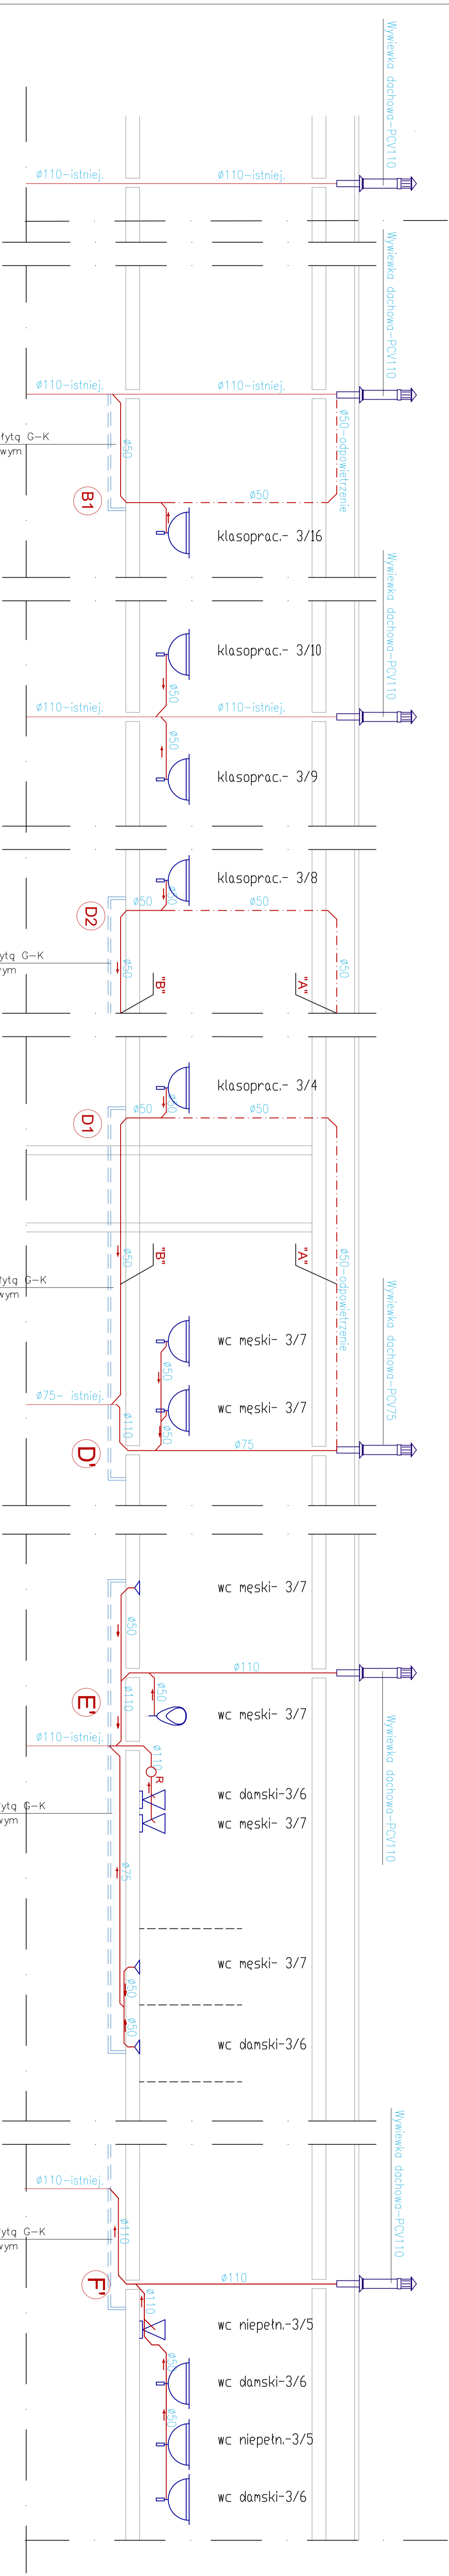 Wywiewka dachowa-PCV110
ø110-istniej.
ø110-istniej.
Wywiewka dachowa-PCV110
ø110-istniej.
ø110-istniej.
ø50-odpowietrzenie
łytą G-K
wym
ø50
ø50
B1
klasoprac.- 3/16
Wywiewka dachowa-PCV110
klasoprac.- 3/10
ø50
ø110-istniej.
ø110-istniej.
ø50
klasoprac.- 3/9
klasoprac.- 3/8
ø50
ø50
ø50
D2
ytą G-K
ym
ø50
ø50
"B"
"A"
klasoprac.- 3/4
ø50
ø50
ø50
D1
ø50
"B"
"A"
ø50-odpowietrzenie
łytą G-K
wym
Wywiewka dachowa-PCV75
wc męski- 3/7
ø50
wc męski- 3/7
ø75- istniej.
ø110
ø50
ø75
D'
wc męski- 3/7
ø50
ø110
ø110
ø50
E'
wc męski- 3/7
Wywiewka dachowa-PCV110
ø110-istniej.
ø110
R
wc damski-3/6
wc męski- 3/7
ytą G-K
wym
ø75
wc męski- 3/7
ø50
ø50
wc damski-3/6
Wywiewka dachowa-PCV110
ø110-istniej.
ø110
ytą G-K
wym
F'
ø110
ø110
wc niepełn.-3/5
ø50
wc damski-3/6
ø50
wc niepełn.-3/5
wc damski-3/6